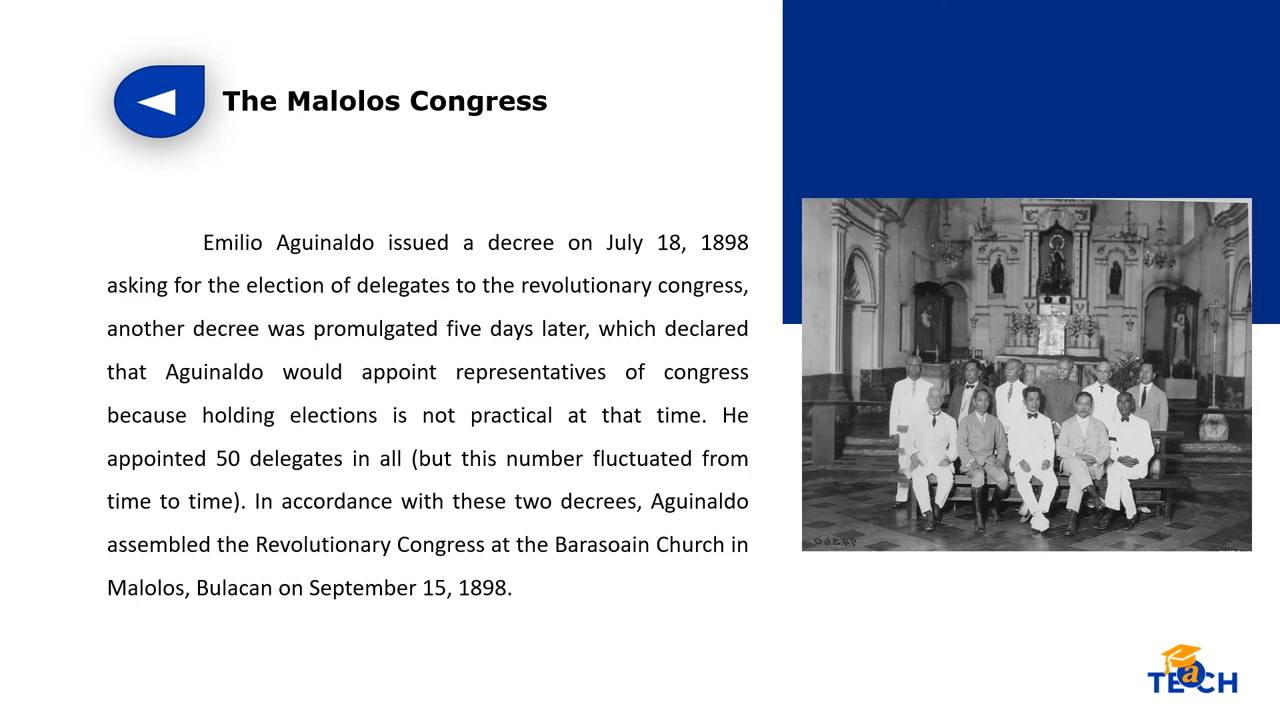 The Malolos Congress
Emilio Aguinaldo issued a decree on July 18, 1898
asking for the election of delegates to the revolutionary congress,
another decree was promulgated five days later, which declared
that Aguinaldo would appoint representatives of congress
because holding elections is not practical at that time. He
appointed 50 delegates in all (but this number fluctuated from
time to time). In accordance with these two decrees, Aguinaldo
assembled the Revolutionary Congress at the Barasoain Church in
Malolos, Bulacan on September 15, 1898.
TEaCH